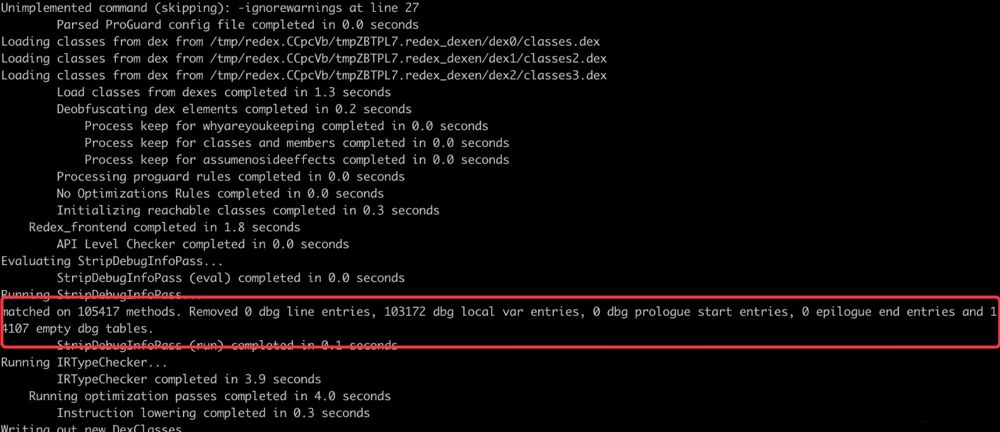 Unimplemented command (skipping): -ignorewarnings at line 27
Parsed ProGuard config file completed in 0.0 seconds
Loading classes from dex from /tmp/redex.CCpcVb/tmpZBTPL7.redex_dexen/dex0/classes.dex
Loading classes from dex from /tmp/redex.CCpcVb/tmpZBTPL7.redex_dexen/dex1/classes2.dex
Loading classes from dex from /tmp/redex.CCpcVb/tmpZBTPL7.redex_dexen/dex2/classes3.dex
Load classes from dexes completed in 1.3 seconds
Deobfuscating dex elements completed in 0.2 seconds
Process keep for whyareyoukeeping completed in 0.0 seconds
Process keep for classes and members completed in 0.0 seconds
Process keep for assumenosideeffects completed in 0.0 seconds
Processing proguard rules completed in 0.0 seconds
No Optimizations Rules completed in 0.0 seconds
Initializing reachable classes completed in 0.3 seconds
Redex_frontend completed in 1.8 seconds
API Level Checker completed in 0.0 seconds
Evaluating StripDebugInfoPass...
StripDebugInfoPass (eval) completed in 0.0 seconds
Running StripDebugInfoPass...
matched on 105417 methods. Removed 0 dbg line entries, 103172 dbg local var entries, 0 dbg prologue start entries, 0 epilogue end entries and 1
4107 empty dbg tables.
StripDebugInfoPass (run) completed in 0.1 seconds
Running IRTypeChecker...
IRTypeChecker completed in 3.9 seconds
Running optimization passes completed in 4.0 seconds
Instruction lowering completed in 0.3 seconds
Writing out new DexClasses